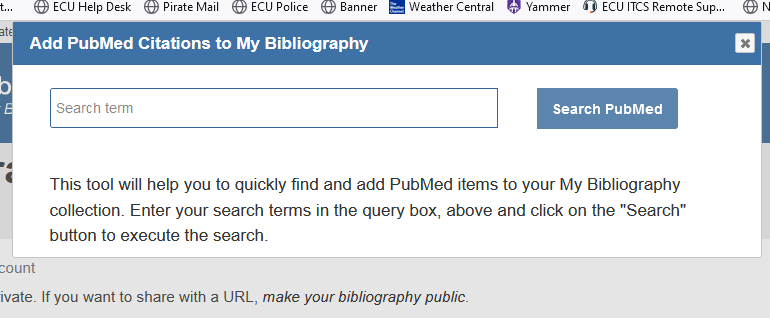 t... ECU Help Desk Pirate Mail ECU Police Banner Weather Central Yammer ECU ITCS Remote Sup... N
Add PubMed Citations to My Bibliography
Search term Search PubMed
This tool will help you to quickly find and add PubMed items to your My Bibliography
collection. Enter your search terms in the query box, above and click on the "Search"
button to execute the search.
count
ivate. If you want to share with a URL, make your bibliography public.